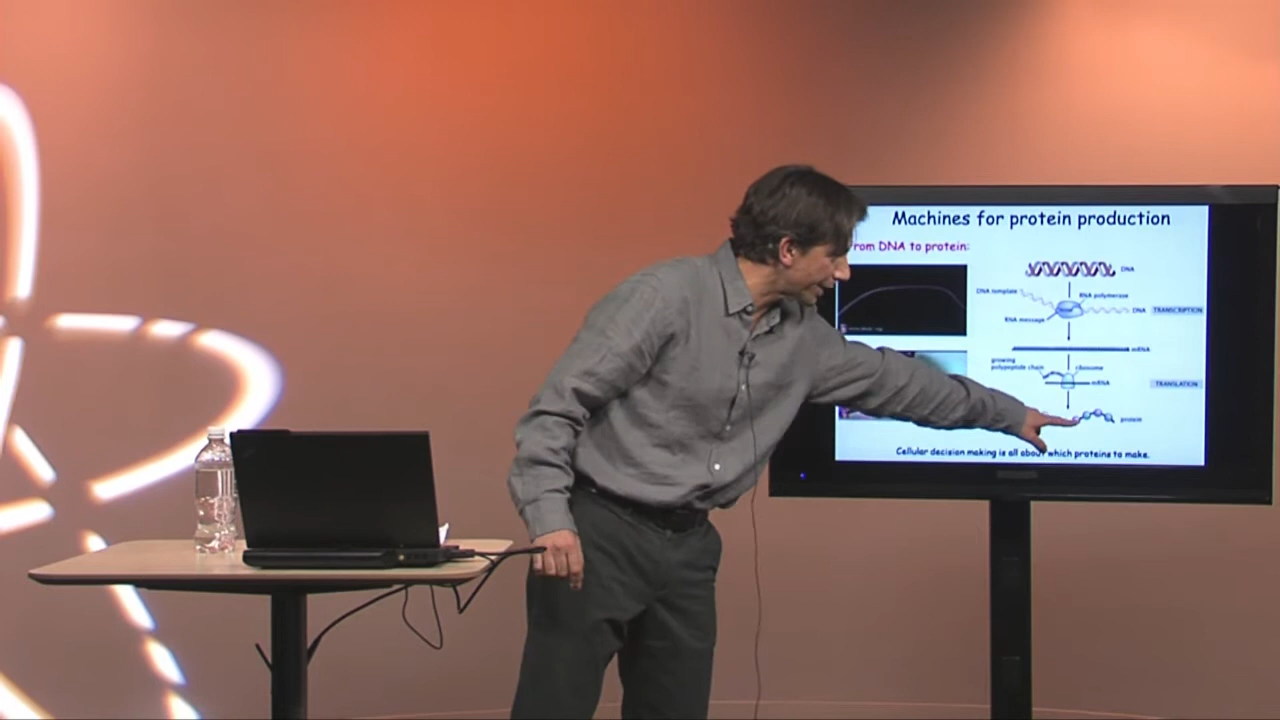 Machines for protein production
rom DNA to protein:
DNA
DNA template
RNA polymerase
DNA
TRANSCRIPTION
RNA message
mRNA
growing
polypeptide chain
ribosome
mRNA
TRANSLATION
protein
Cellular decision making is all about which proteins to make.